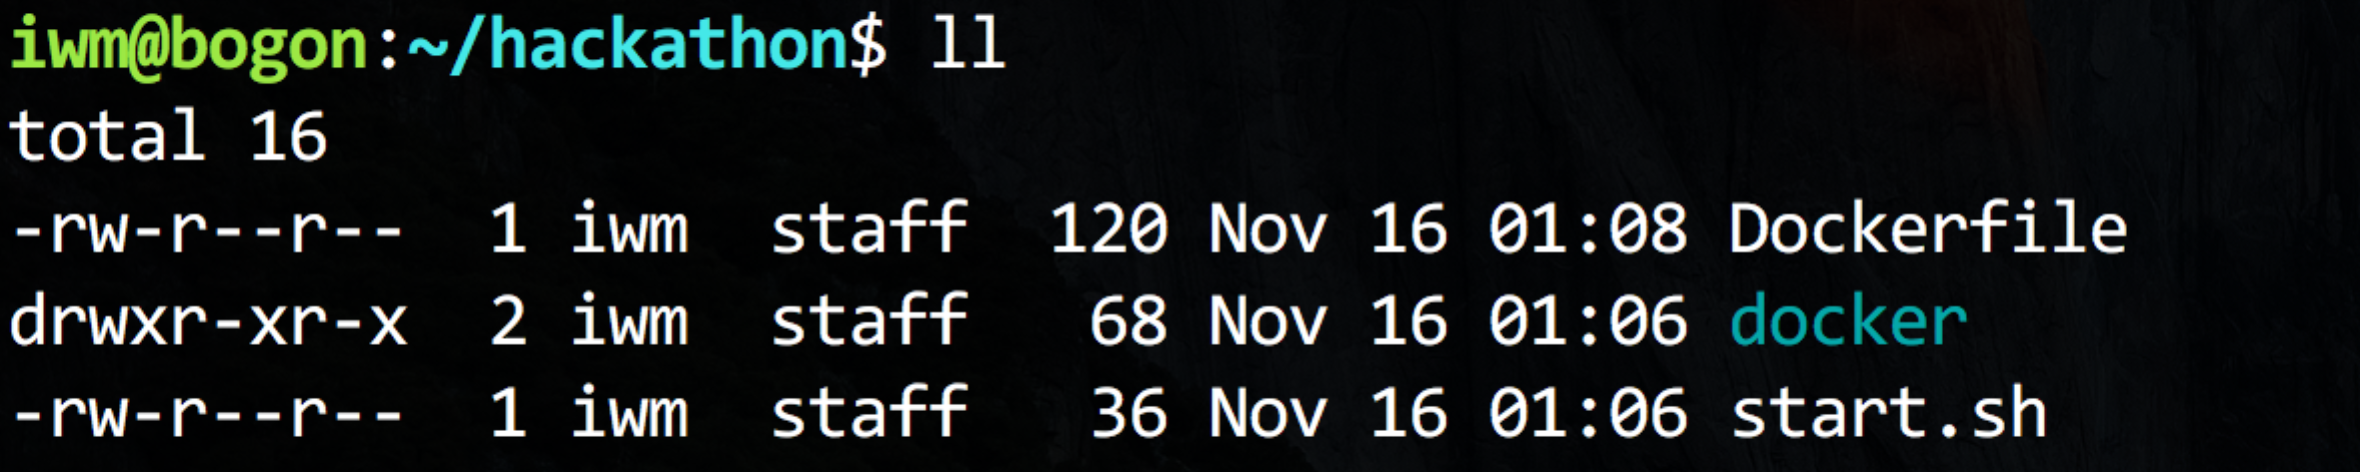 iwm@bogon:~/hackathon$ ll
total 16
-rw-r--r--  1 iwm  staff  120 Nov 16 01:08 Dockerfile
drwxr-xr-x  2 iwm  staff   68 Nov 16 01:06 docker
-rw-r--r--  1 iwm  staff   36 Nov 16 01:06 start.sh